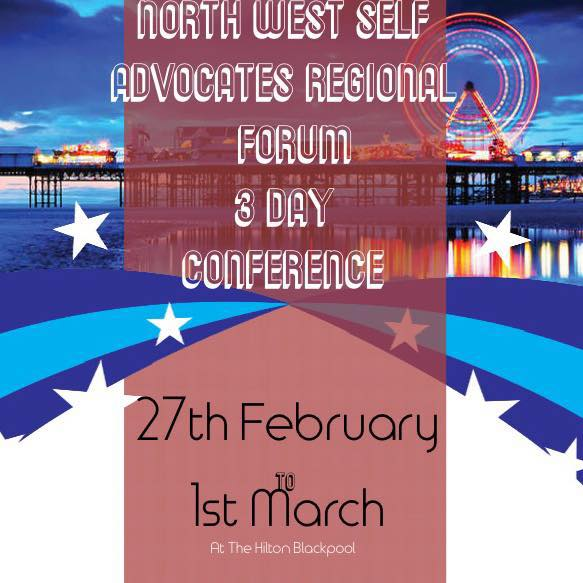 NORTH WEST SELF
ADVOCATES REGIONAL
FORUM
3 DAY
CONFERENCE
27th February
TO
1st March
At The Hilton Blackpool